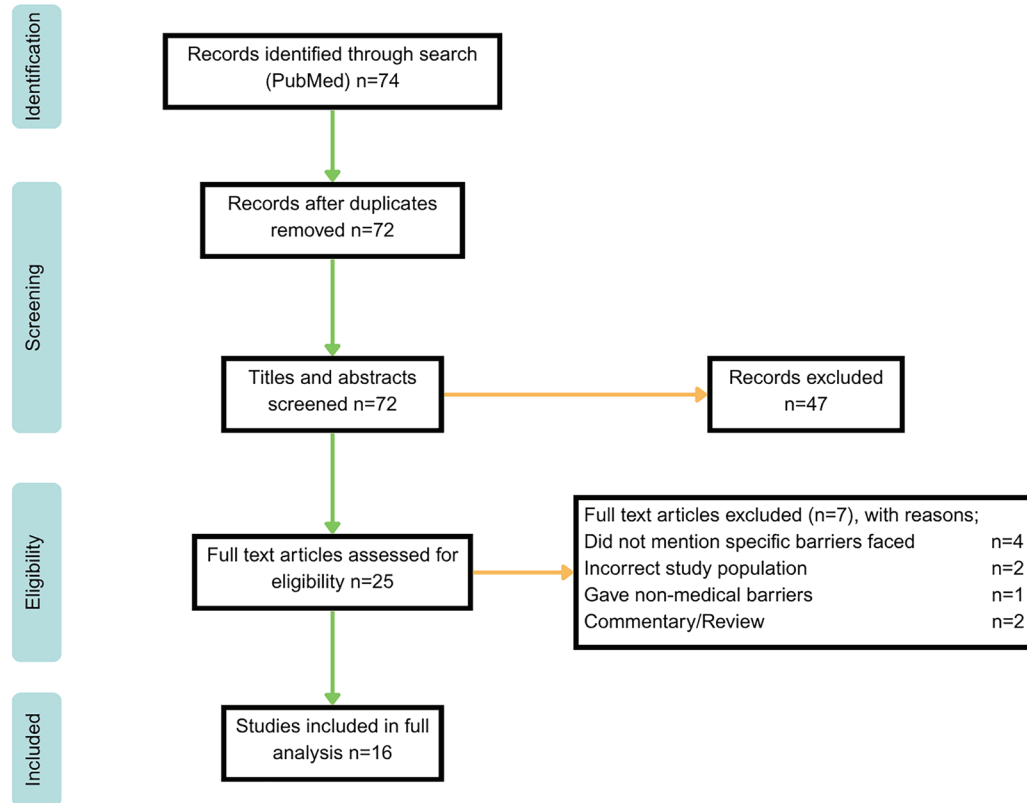 Identification
Records identified through search
(PubMed) n=74
Screening
Records after duplicates
removed n=72
Titles and abstracts
screened n=72
Records excluded
n=47
Eligibility
Full text articles assessed for
eligibility n=25
Full text articles excluded (n=7), with reasons;
Did not mention specific barriers faced n=4
Incorrect study population n=2
Gave non-medical barriers n=1
Commentary/Review n=2
Included
Studies included in full
analysis n=16